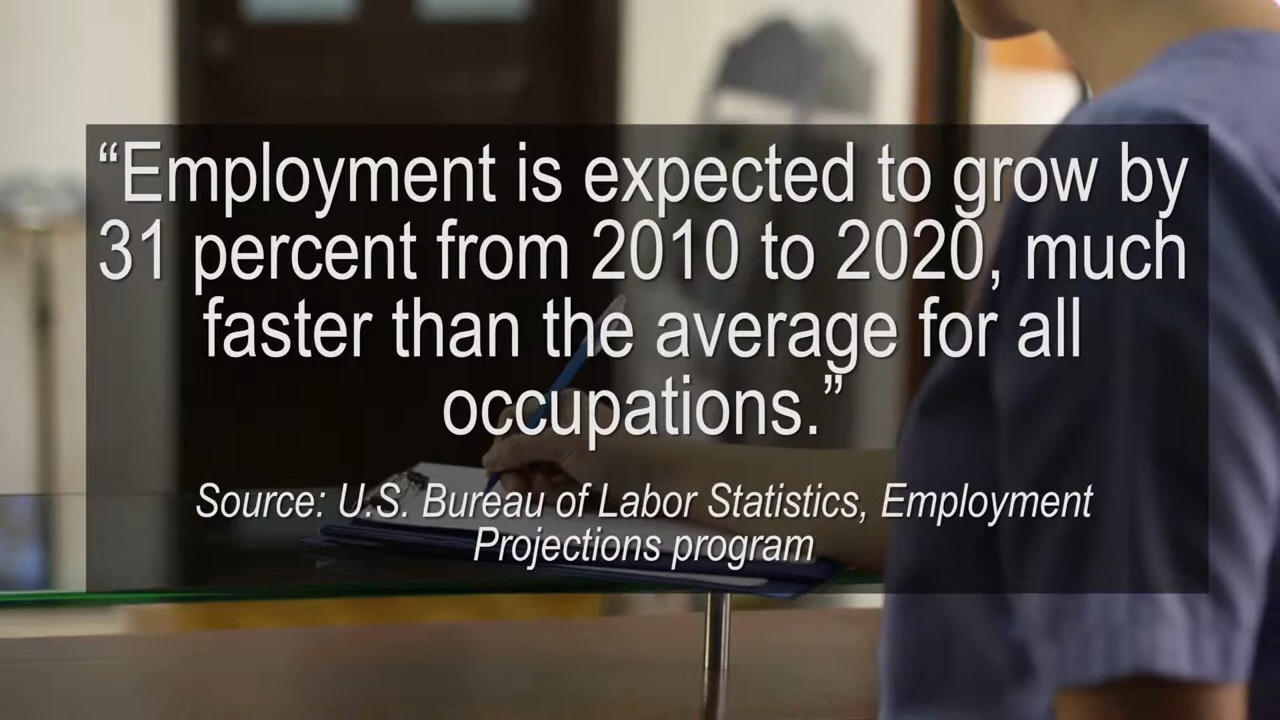 “Employment is expected to grow by
31 percent from 2010 to 2020, much
faster than the average for all
occupations.”
Source: U.S. Bureau of Labor Statistics, Employment
Projections program